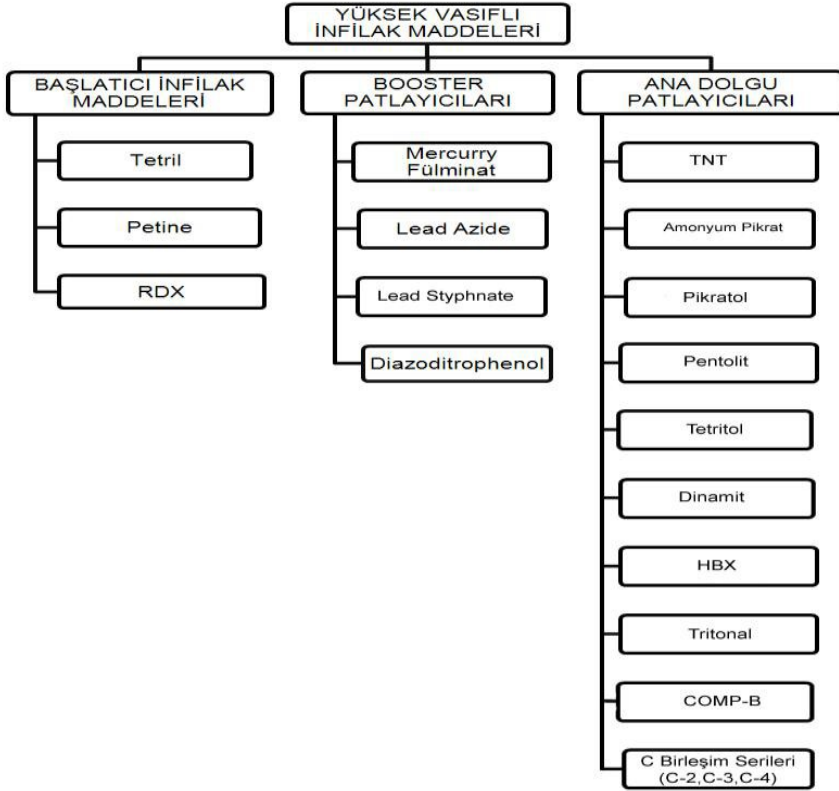 YÜKSEK VASIFLI
İNFİLAK MADDELERİ
BAŞLATICI İNFİLAK
MADDELERİ
Tetril
Petine
RDX
BOOSTER
PATLAYICILARI
Mercurry
Fülminat
Lead Azide
Lead Styphnate
Diazoditrophenol
ANA DOLGU
PATLAYICILARI
TNT
Amonyum Pikrat
Pikratol
Pentolit
Tetritol
Dinamit
HBX
Tritonal
COMP-B
C Birleşim Serileri
(C-2,C-3,C-4)